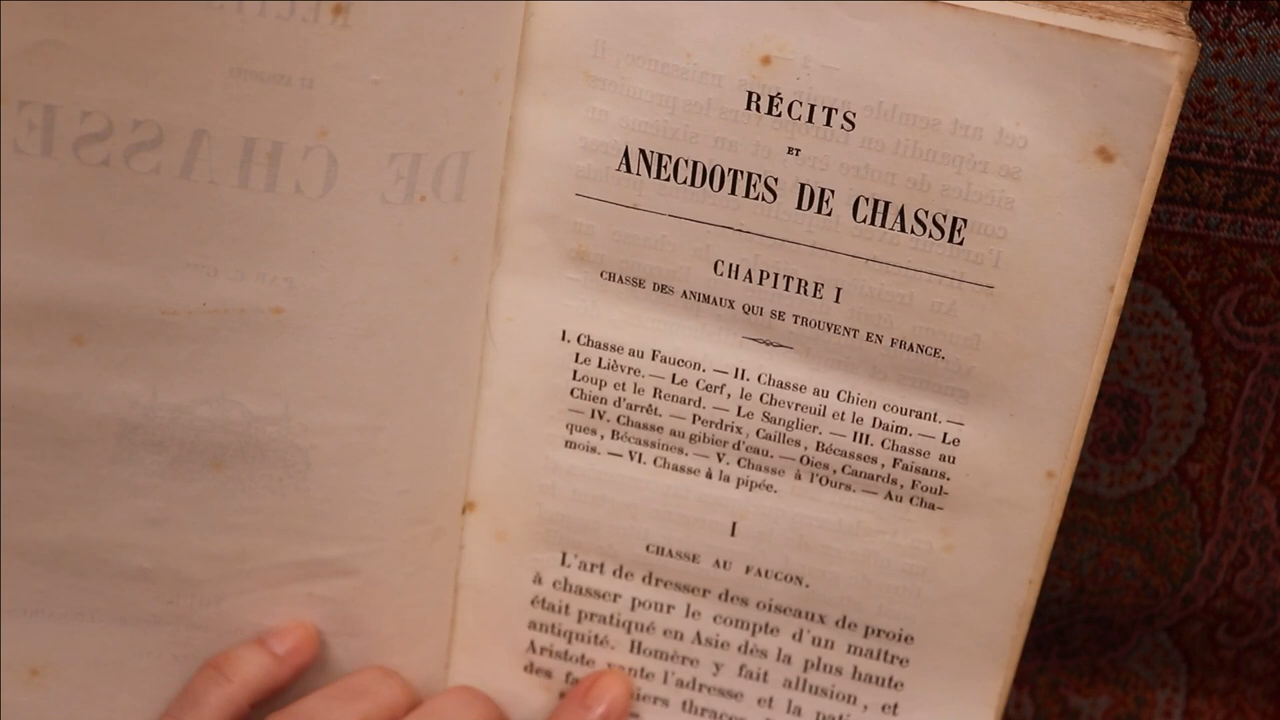 RÉCITS
ET
ANECDOTES DE CHASSE
CHAPITRE I
CHASSE DES ANIMAUX QUI SE TROUVENT EN FRANCE.
I. Chasse au Faucon. — II. Chasse au Chien courant. —
Le Lièvre. — Le Cerf, le Chevreuil et le Daim. — Le
Loup et le Renard. — Le Sanglier. — III. Chasse au
Chien d'arrêt. — Perdrix, Cailles, Bécasses, Faisans.
— IV. Chasse au gibier d'eau. — Oies, Canards, Foul-
ques, Bécassines. — V. Chasse à l'Ours. — Au Cha-
mois. — VI. Chasse à la pipée.
I
CHASSE AU FAUCON.
L'art de dresser des oiseaux de proie
à chasser pour le compte d'un maître
était pratiqué en Asie dès la plus haute
antiquité. Homère y fait allusion, et
Aristote vante l'adresse et la
des